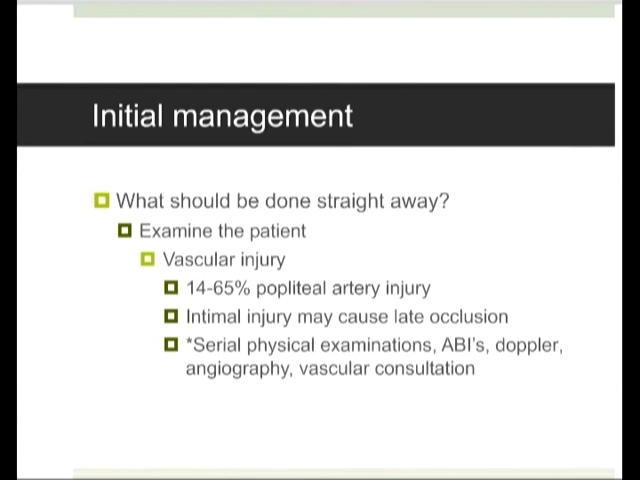 Initial management
What should be done straight away?
Examine the patient
Vascular injury
14-65% popliteal artery injury
Intimal injury may cause late occlusion
*Serial physical examinations, ABI's, doppler,
angiography, vascular consultation